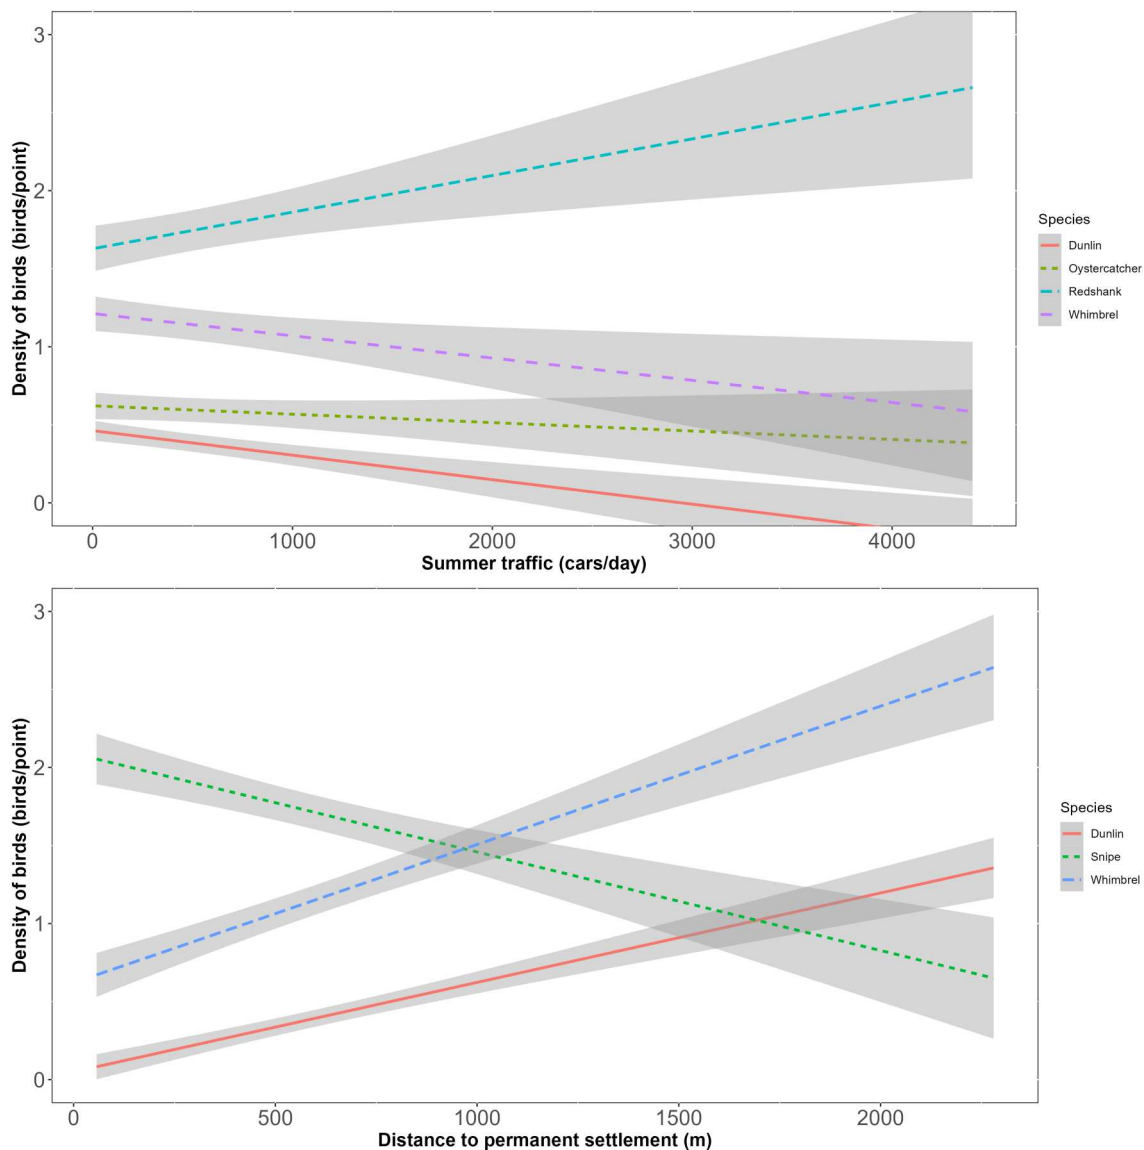 3
2
1
0
Density of birds (birds/point)
0 1000 2000 3000 4000
Summer traffic (cars/day)
Species
Dunlin
Oystercatcher
Redshank
Whimbrel
3
2
1
0
Density of birds (birds/point)
0 500 1000 1500 2000
Distance to permanent settlement (m)
Species
Dunlin
Snipe
Whimbrel